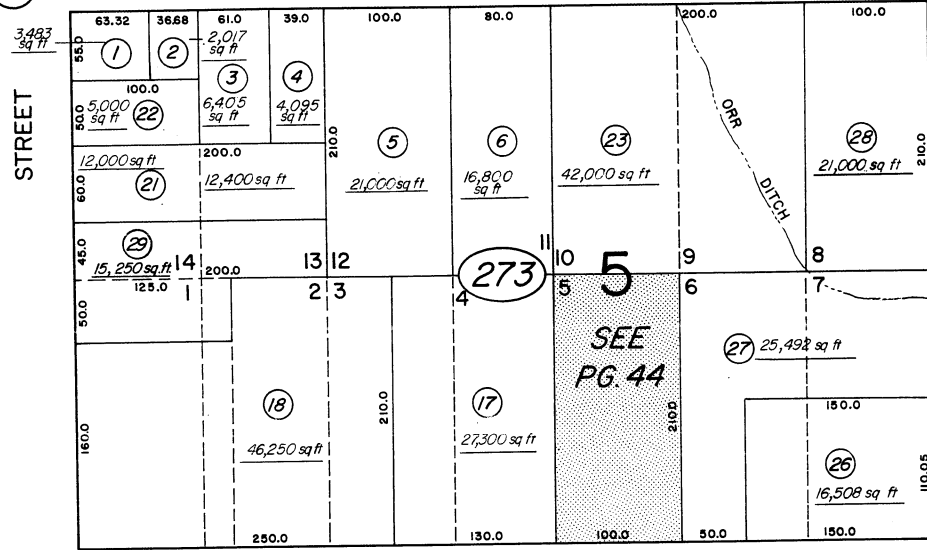 63.32 36.68 61.0 39.0 100.0 80.0 200.0 100.0
3,483
sq ft
55.0
1
2
2,017
sq ft
3
6,405
sq ft
4
4,095
sq ft
STREET
100.0
50.0
5,000
sq ft
22
210.0
5
21,000 sq ft
6
16,800
sq ft
23
42,000 sq ft
ORR
DITCH
28
21,000 sq ft
210.0
12,000 sq ft
200.0
60.0
21
12,400 sq ft
45.0
29
15,250 sq.ft.
14
200.0
13 12
11 10
9
8
273
5
125.0
1
2 3
4
5
6
7
50.0
SEE
PG. 44
27 25,492 sq ft
18
46,250 sq ft
210.0
17
27,300 sq ft
210.0
150.0
160.0
26
16,508 sq ft
110.05
250.0 130.0 100.0 50.0 150.0